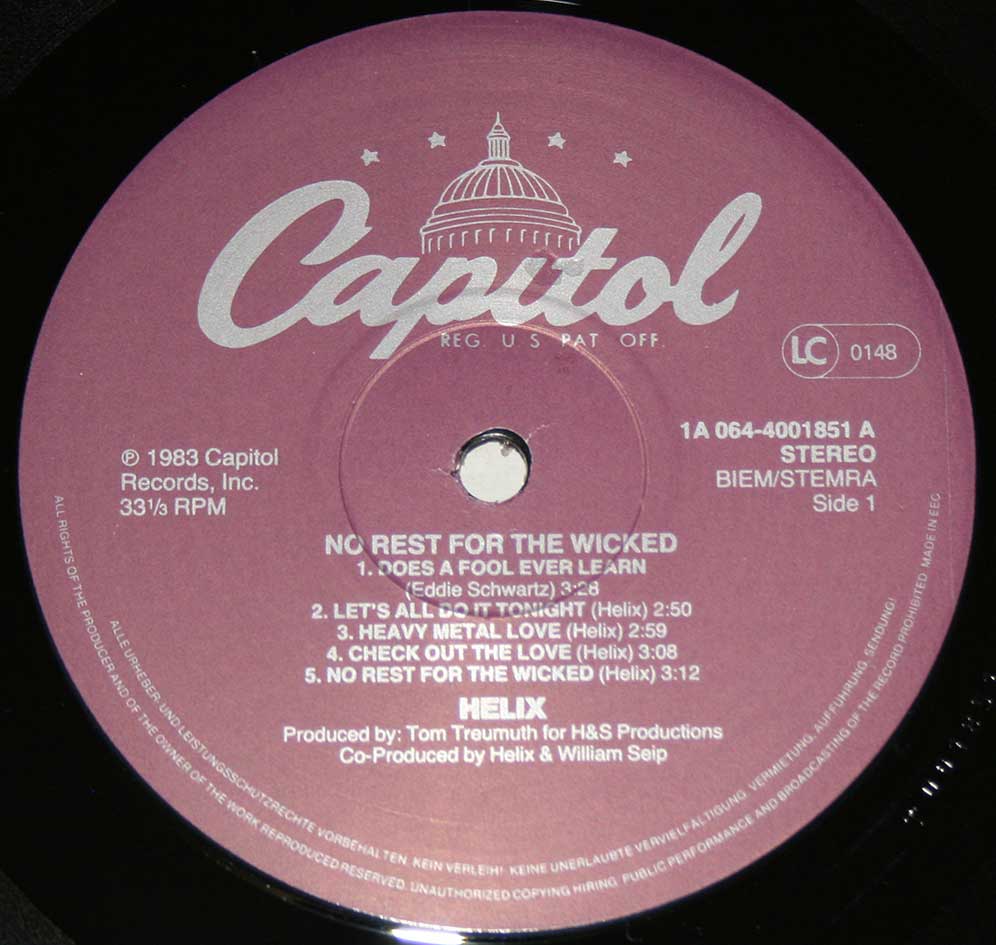 Capitol
REG. U S PAT OFF.
LC 0148
1A 064-4001851 A
STEREO
BIEM/STEMRA
Side 1
℗ 1983 Capitol
Records, Inc.
33 1/3 RPM
NO REST FOR THE WICKED
1. DOES A FOOL EVER LEARN
(Eddie Schwartz) 3:28
2. LET'S ALL DO IT TONIGHT (Helix) 2:50
3. HEAVY METAL LOVE (Helix) 2:59
4. CHECK OUT THE LOVE (Helix) 3:08
5. NO REST FOR THE WICKED (Helix) 3:12
HELIX
Produced by: Tom Treumuth for H&S Productions
Co-Produced by Helix & William Seip
ALLE URHEBER- UND LEISTUNGSSCHUTZRECHTE VORBEHALTEN. KEIN VERLEIH! KEINE UNERLAUBTE VERVIELFÄLTIGUNG, VERMIETUNG, AUFFÜHRUNG, SENDUNG!
ALL RIGHTS OF THE PRODUCER AND OF THE OWNER OF THE WORK REPRODUCED RESERVED. UNAUTHORIZED COPYING HIRING. PUBLIC PERFORMANCE AND BROADCASTING OF THE RECORD PROHIBITED MADE IN EEC